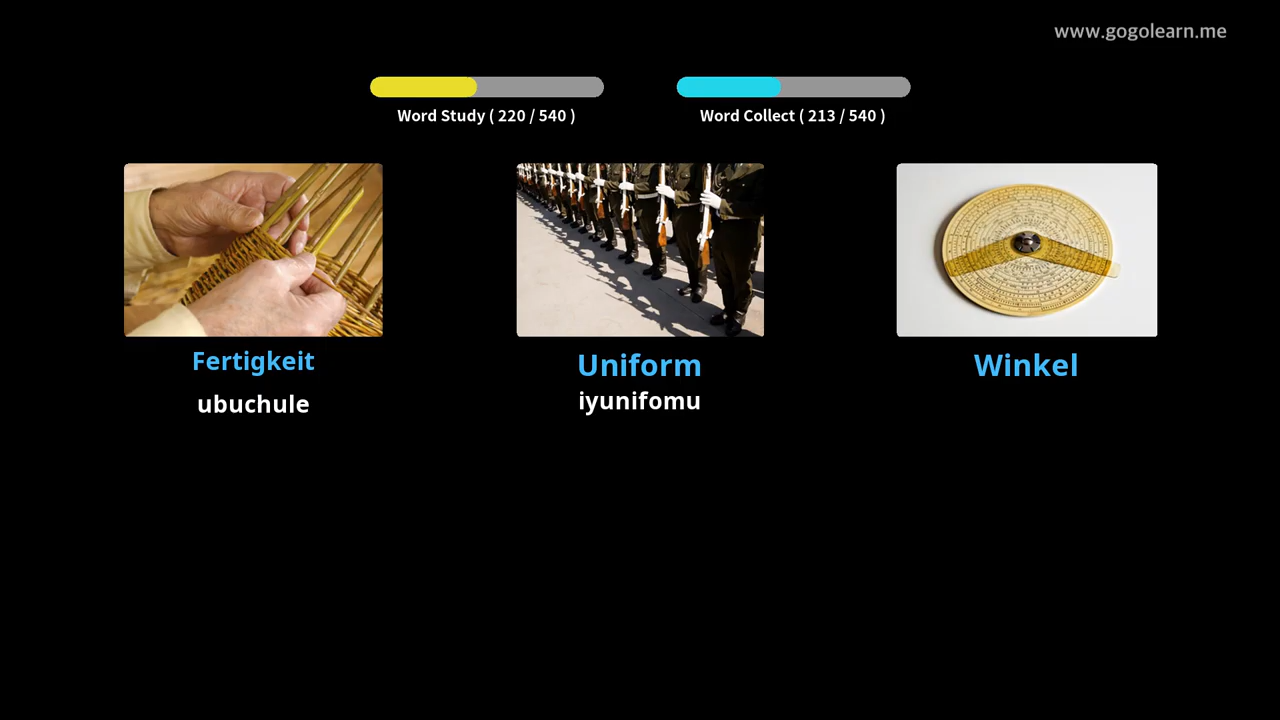 www.gogolearn.me
Word Study ( 220 / 540 )
Word Collect ( 213 / 540 )
Fertigkeit
ubuchule
Uniform
iyunifomu
Winkel